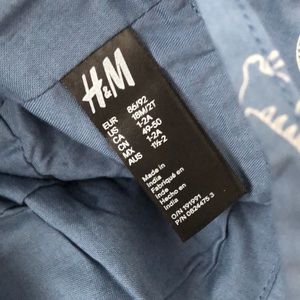 H&M
EUR 86/92
US 18M/2T
CA 1-2A
CN 49-50
MX 1-2A
AUS 1½-2
Made in
India
Fabriqué en
Inde
Hecho en
India
O/N 191991
P/N 0824475 3